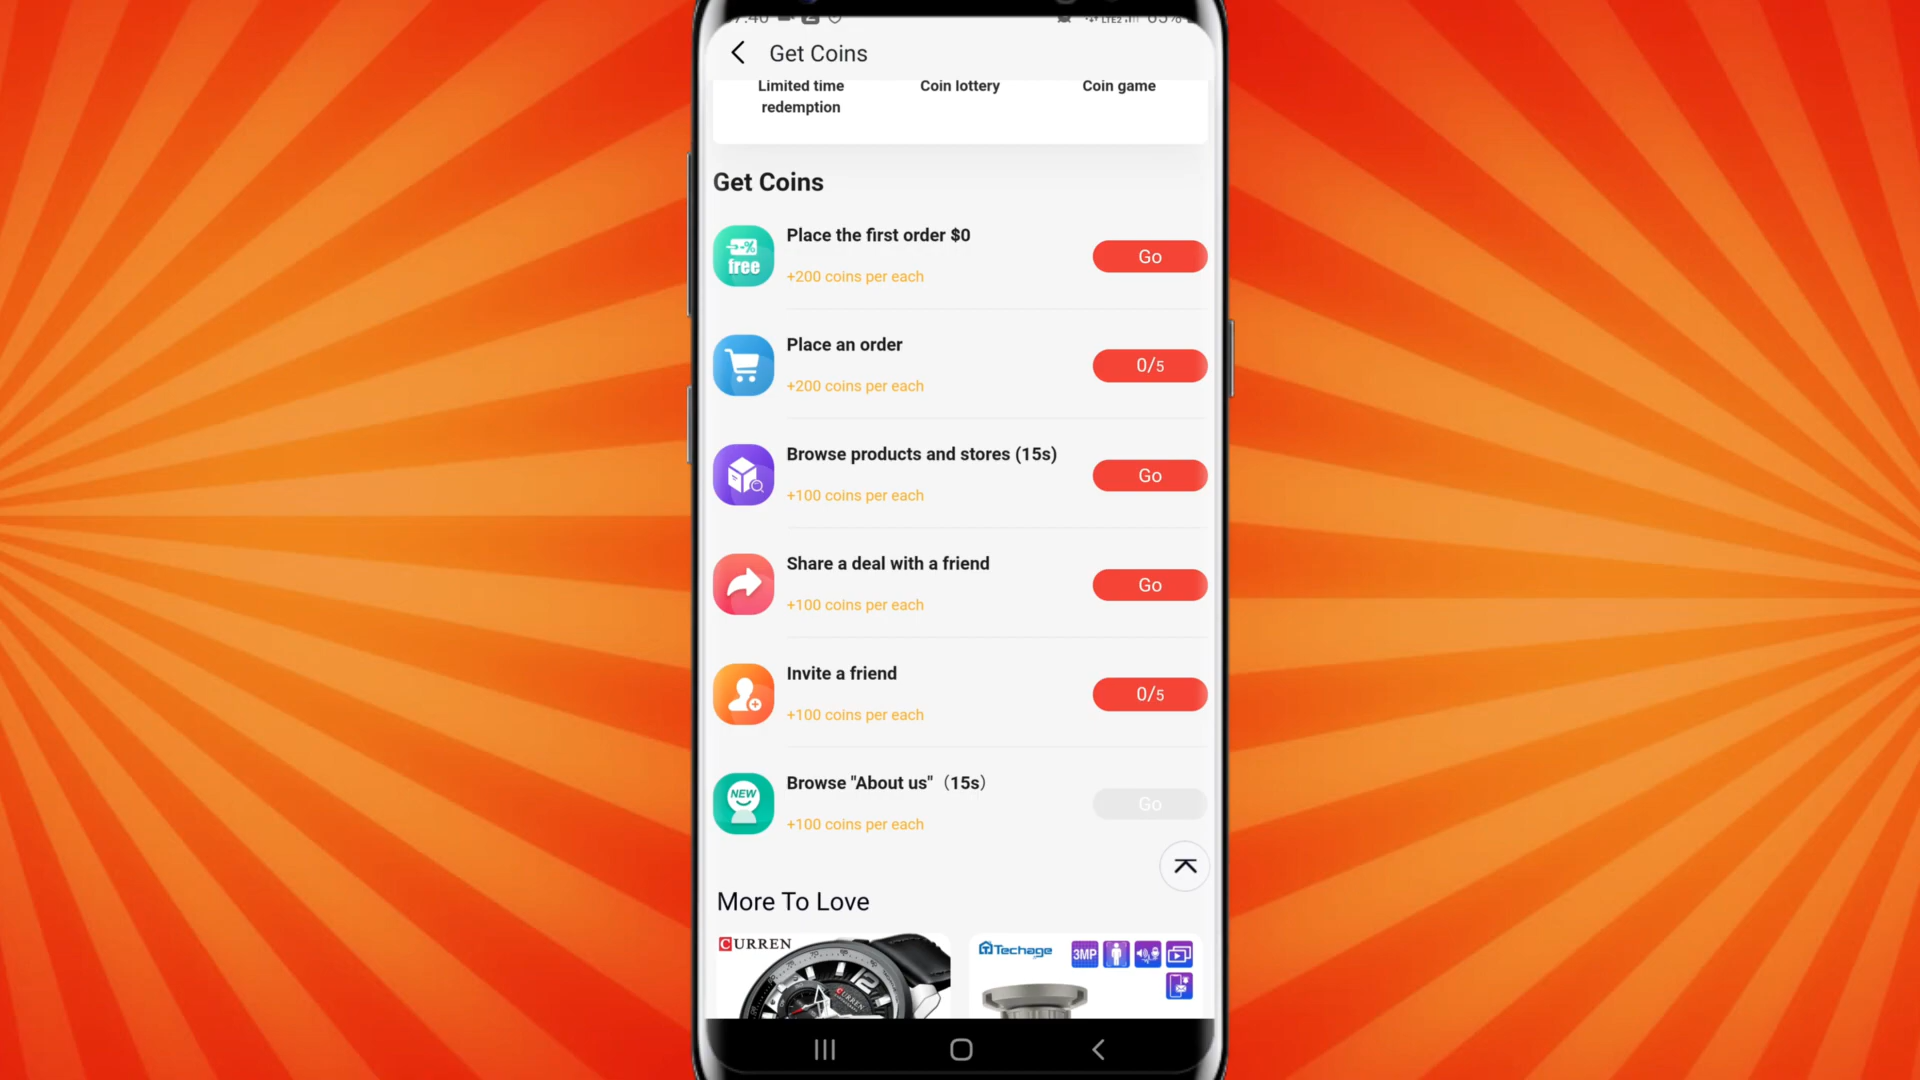 Get Coins
Limited time
redemption
Coin lottery
Coin game
Get Coins
free
Place the first order $0
+200 coins per each
Go
Place an order
+200 coins per each
0/5
Browse products and stores (15s)
+100 coins per each
Go
Share a deal with a friend
+100 coins per each
Go
Invite a friend
+100 coins per each
0/5
NEW
Browse "About us"（15s）
+100 coins per each
Go
More To Love
CURREN
CURREN
Techage
3MP